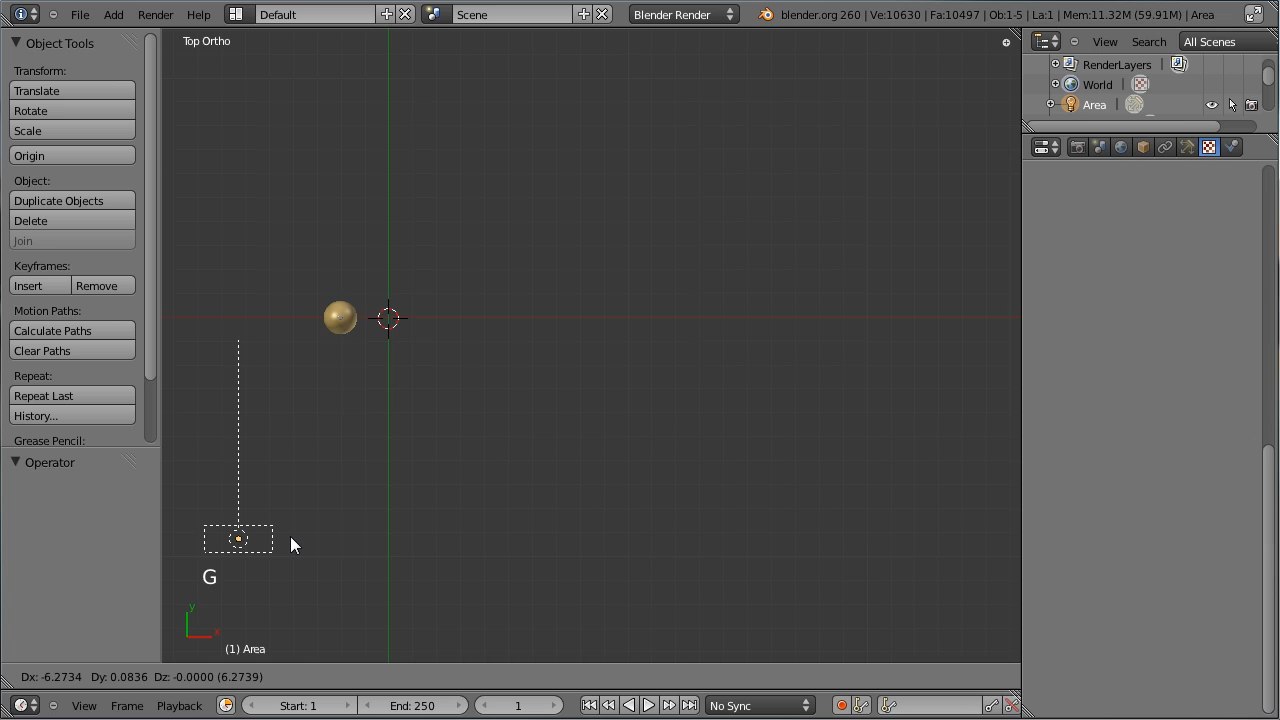 File Add Render Help Default Scene Blender Render blender.org 260 | Ve:10630 | Fa:10497 | Ob:1-5 | La:1 | Mem:11.32M (59.91M) | Area
Object Tools
Transform:
Translate
Rotate
Scale
Origin
Object:
Duplicate Objects
Delete
Join
Keyframes:
Insert Remove
Motion Paths:
Calculate Paths
Clear Paths
Repeat:
Repeat Last
History...
Grease Pencil:
Operator
Top Ortho
G
y
x
(1) Area
View Search All Scenes
RenderLayers
World
Area
Dx: -6.2734 Dy: 0.0836 Dz: -0.0000 (6.2739)
View Frame Playback Start: End: 250 1 No Sync